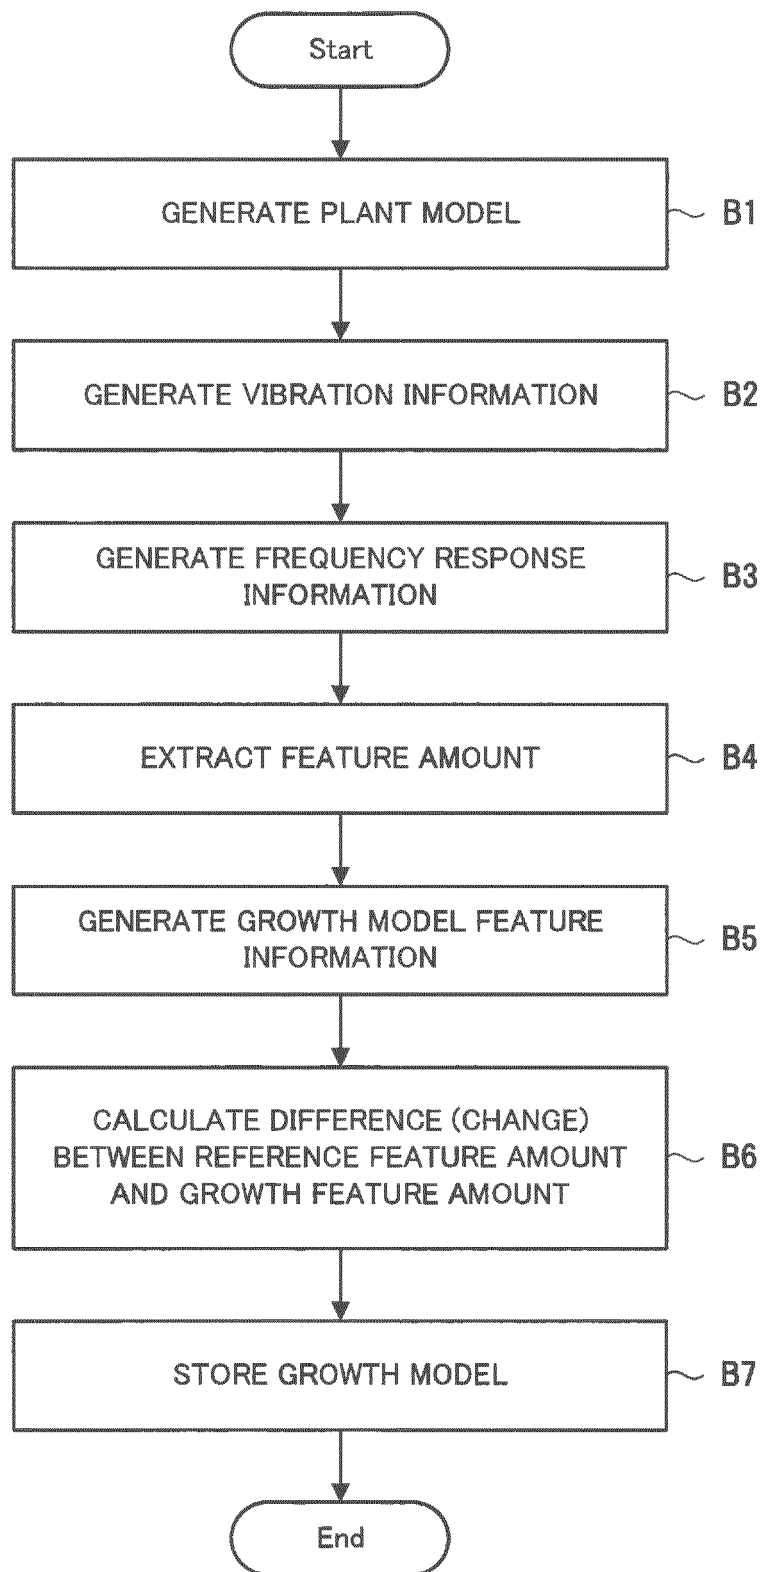 Start
GENERATE PLANT MODEL
B1
GENERATE VIBRATION INFORMATION
B2
GENERATE FREQUENCY RESPONSE
INFORMATION
B3
EXTRACT FEATURE AMOUNT
B4
GENERATE GROWTH MODEL FEATURE
INFORMATION
B5
CALCULATE DIFFERENCE (CHANGE)
BETWEEN REFERENCE FEATURE AMOUNT
AND GROWTH FEATURE AMOUNT
B6
STORE GROWTH MODEL
B7
End